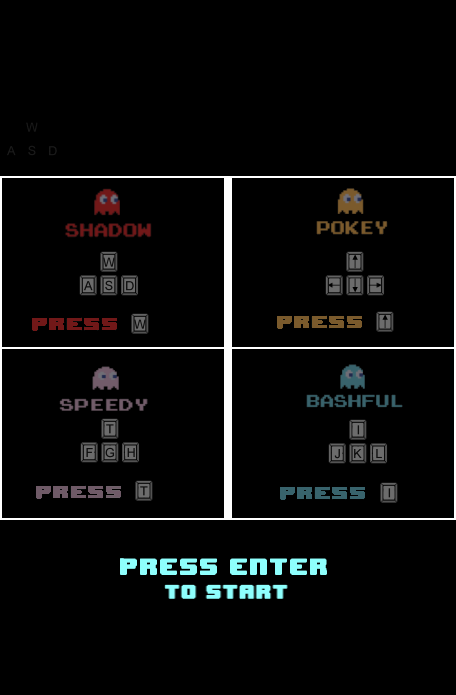 W
A S D
SHADOW
W
A S D
PRESS W
POKEY
↑
← ↓ →
PRESS ↑
SPEEDY
T
F G H
PRESS T
BASHFUL
I
J K L
PRESS I
PRESS ENTER
TO START